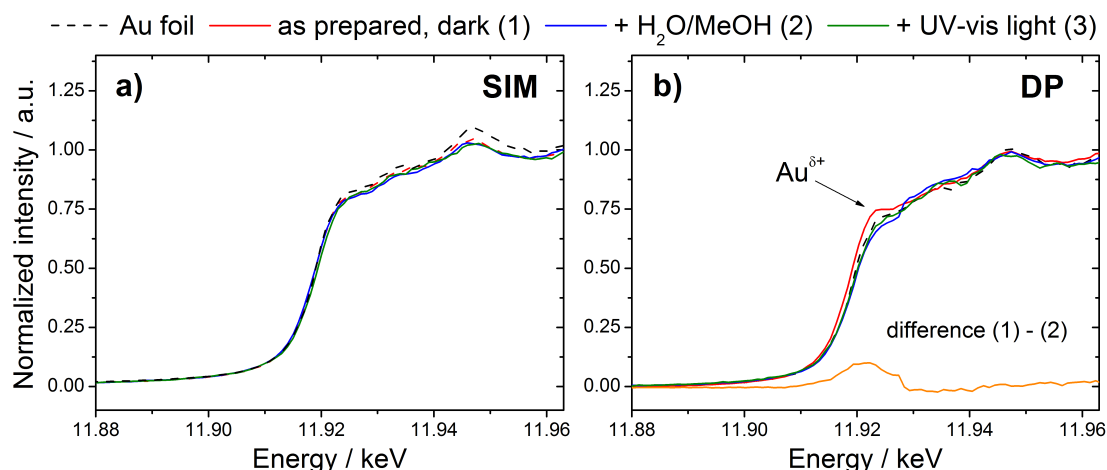 Au foil as prepared, dark (1) + H₂O/MeOH (2) + UV-vis light (3)
Normalized intensity / a.u.
a) SIM
1.25
1.00
0.75
0.50
0.25
0.00
11.88 11.90 11.92 11.94 11.96
Energy / keV
b) DP
Au^δ+
difference (1) - (2)
1.25
1.00
0.75
0.50
0.25
0.00
11.88 11.90 11.92 11.94 11.96
Energy / keV